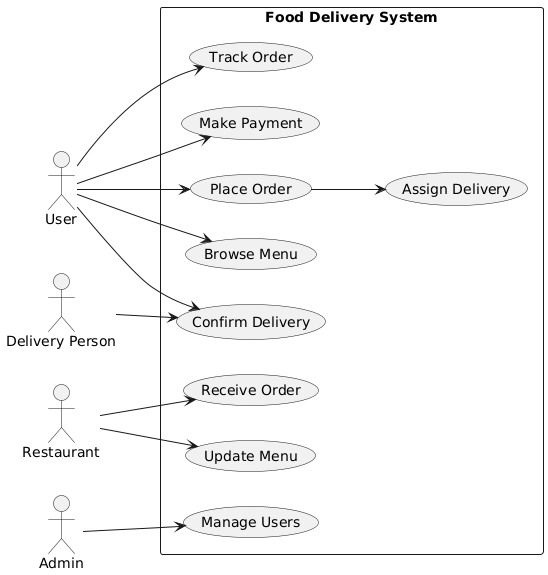 Food Delivery System
Track Order
Make Payment
Place Order
Assign Delivery
User
Browse Menu
Confirm Delivery
Delivery Person
Receive Order
Restaurant
Update Menu
Manage Users
Admin